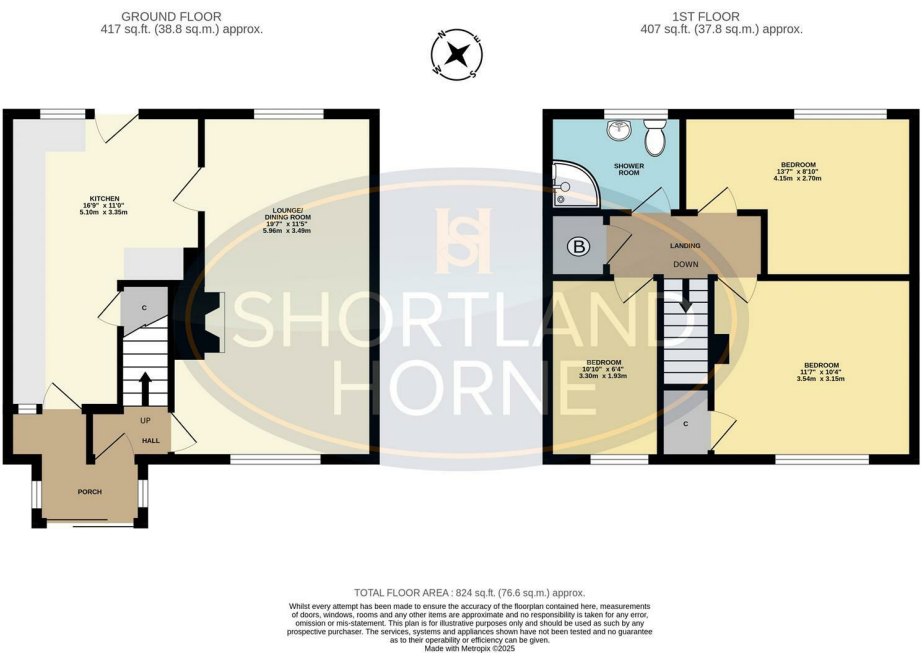 GROUND FLOOR
417 sq.ft. (38.8 sq.m.) approx.
1ST FLOOR
407 sq.ft. (37.8 sq.m.) approx.
N
E
S
W
KITCHEN
16'9" x 11'0"
5.10m x 3.35m
LOUNGE/
DINING ROOM
19'7" x 11'5"
5.96m x 3.49m
C
UP
HALL
PORCH
SHOWER
ROOM
BEDROOM
13'7" x 8'10"
4.15m x 2.70m
B
LANDING
DOWN
BEDROOM
10'10" x 6'4"
3.30m x 1.93m
BEDROOM
11'7" x 10'4"
3.54m x 3.15m
C
SH
SHORTLAND
HORNE
TOTAL FLOOR AREA : 824 sq.ft. (76.6 sq.m.) approx.
Whilst every attempt has been made to ensure the accuracy of the floorplan contained here, measurements
of doors, windows, rooms and any other items are approximate and no responsibility is taken for any error,
omission or mis-statement. This plan is for illustrative purposes only and should be used as such by any
prospective purchaser. The services, systems and appliances shown have not been tested and no guarantee
as to their operability or efficiency can be given.
Made with Metropix ©2025